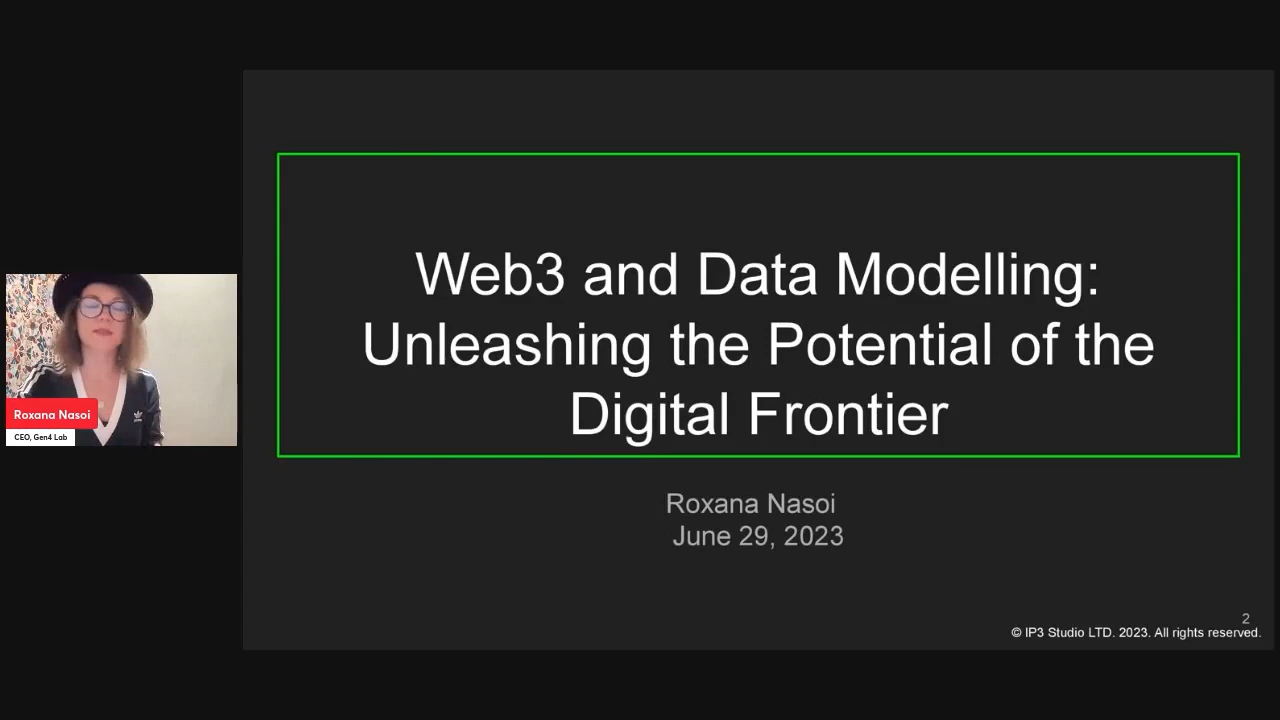 Web3 and Data Modelling:
Unleashing the Potential of the
Digital Frontier
Roxana Nasoi
June 29, 2023
Roxana Nasoi
CEO, Gen4 Lab
2
© IP3 Studio LTD. 2023. All rights reserved.